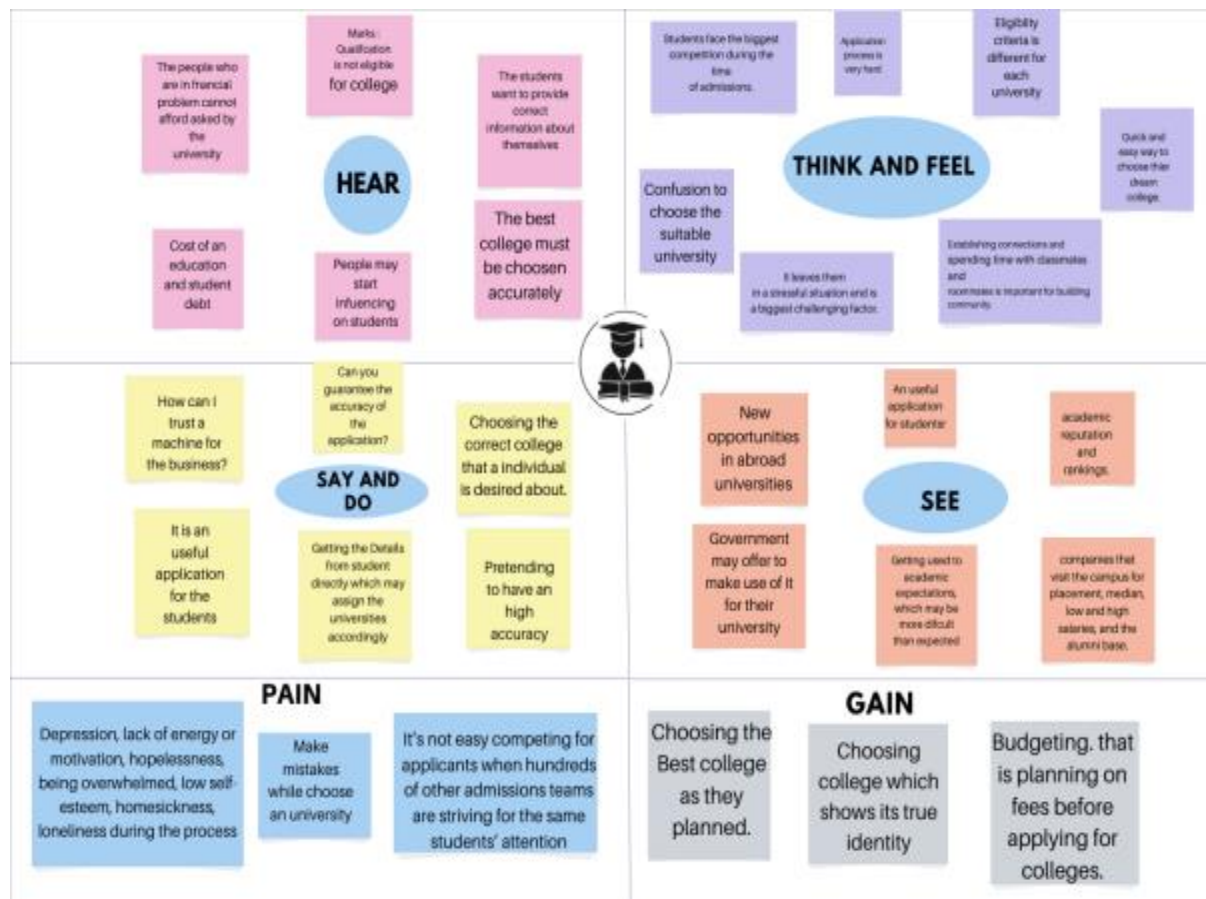 Marks :
Qualification
is not eligible
for college
The people who
are in financial
problem cannot
afford asked by
the
university
The students
want to provide
correct
information about
themselves
HEAR
Cost of an
education
and student
debt
People may
start
infuencing
on students
The best
college must
be choosen
accurately
Students face the biggest
competition during the
time
of admissions.
Application
process is
very hard
Eligiblity
criteria is
different for
each
university
THINK AND FEEL
Quick and
easy way to
choose thier
dream
college.
Confusion to
choose the
suitable
university
It leaves them
in a stressful situation and is
a biggest challenging factor.
Establishing connections and
spending time with classmates
and
roommates is important for building
community.
How can I
trust a
machine for
the business?
Can you
guarantee the
accuracy of
the
application?
Choosing the
correct college
that a individual
is desired about.
SAY AND
DO
It is an
useful
application
for the
students
Getting the Details
from student
directly which may
assign the
universities
accordingly
Pretending
to have an
high
accuracy
New
opportunities
in abroad
universities
An useful
application
for students
academic
reputation
and
rankings.
SEE
Government
may offer to
make use of It
for their
university
Getting used to
academic
expectations,
which may be
more difcult
than expected
companies that
visit the campus for
placement, median,
low and high
salaries, and the
alumni base.
PAIN
Depression, lack of energy or
motivation, hopelessness,
being overwhelmed, low self-
esteem, homesickness,
loneliness during the process
Make
mistakes
while choose
an university
It's not easy competing for
applicants when hundreds
of other admissions teams
are striving for the same
students' attention
GAIN
Choosing the
Best college
as they
planned.
Choosing
college which
shows its true
identity
Budgeting. that
is planning on
fees before
applying for
colleges.